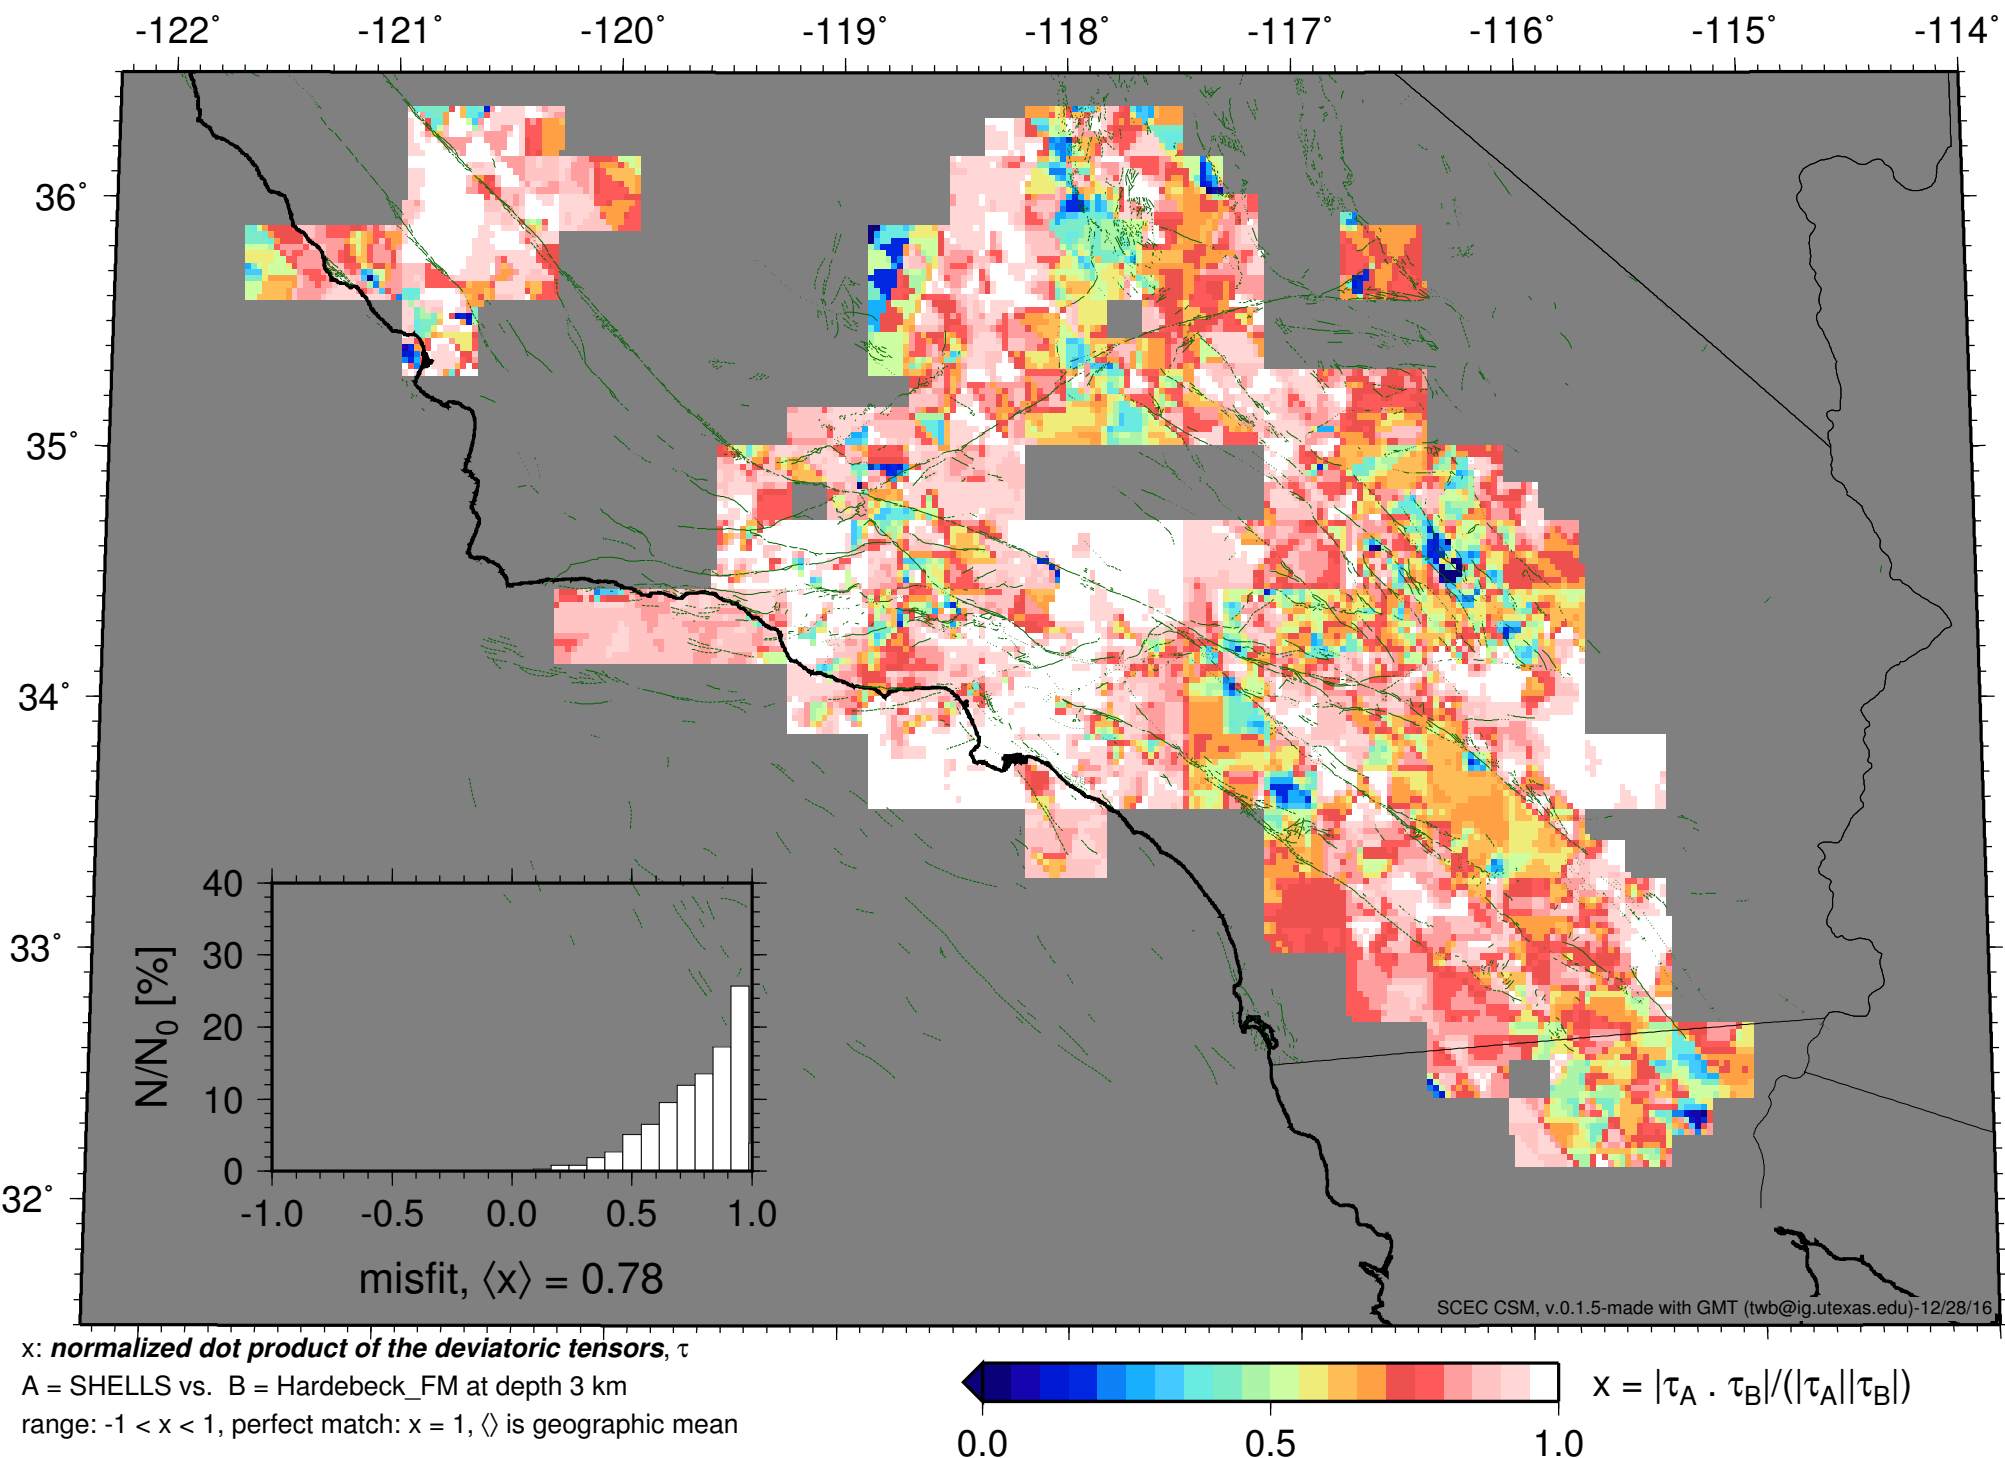 -122° -121° -120° -119° -118° -117° -116° -115° -114°
36°
35°
34°
33°
32°
40
30
20
10
0
N/N0 [%]
-1.0 -0.5 0.0 0.5 1.0
misfit, ⟨x⟩ = 0.78
SCEC CSM, v.0.1.5-made with GMT (twb@ig.utexas.edu)-12/28/16
x: normalized dot product of the deviatoric tensors, τ
A = SHELLS vs. B = Hardebeck_FM at depth 3 km
range: -1 < x < 1, perfect match: x = 1, ⟨⟩ is geographic mean
0.0 0.5 1.0
x = |τA . τB|/(|τA||τB|)